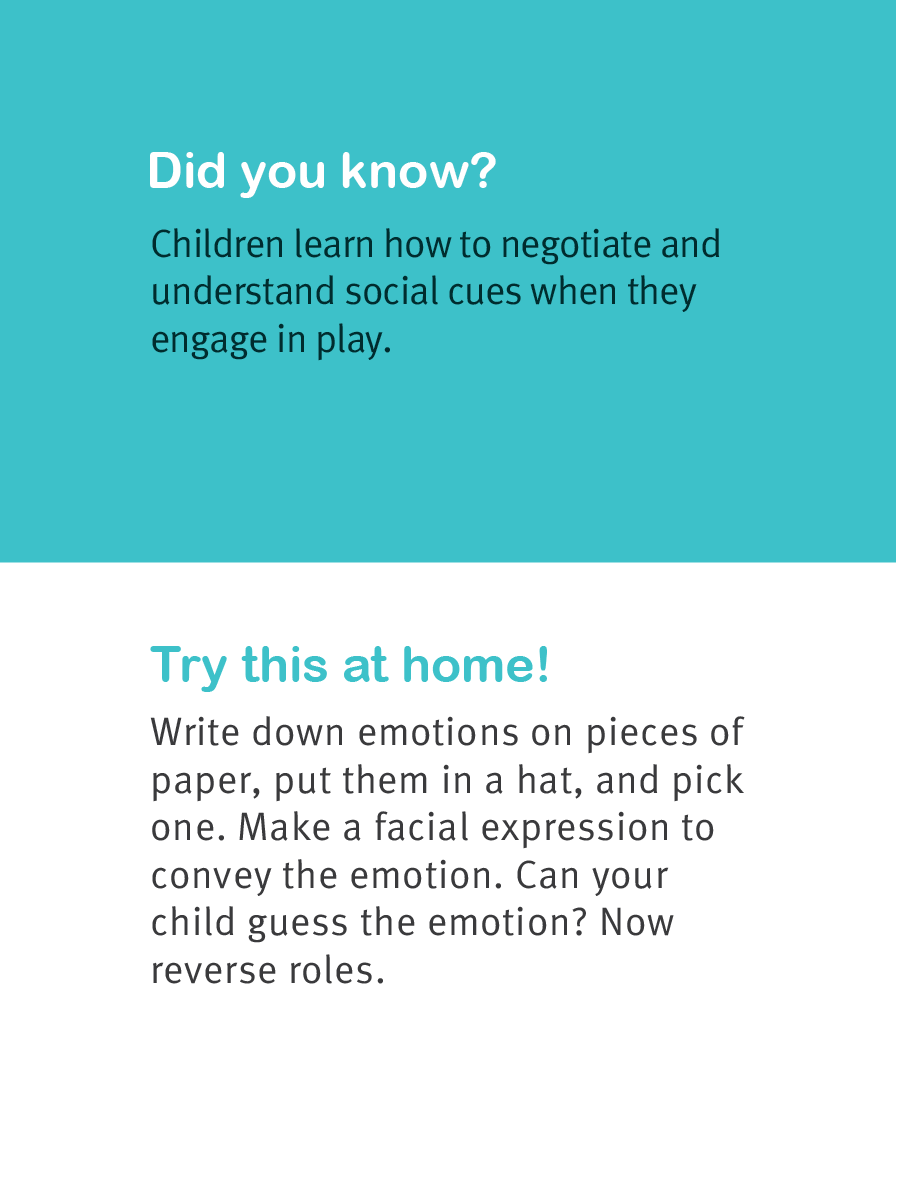 Did you know?
Children learn how to negotiate and
understand social cues when they
engage in play.
Try this at home!
Write down emotions on pieces of
paper, put them in a hat, and pick
one. Make a facial expression to
convey the emotion. Can your
child guess the emotion? Now
reverse roles.